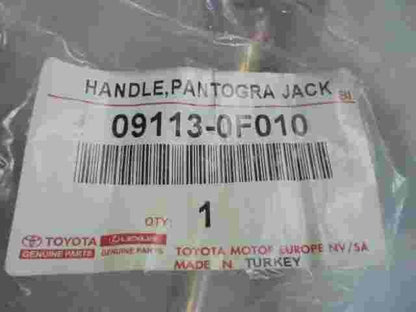 HANDLE,PANTOGRA JACK
09113-0F010
QTY: 1
TOYOTA LEXUS
GENUINE PARTS GENUINE PARTS
TOYOTA MOTOR EUROPE NV/SA
MADE IN TURKEY